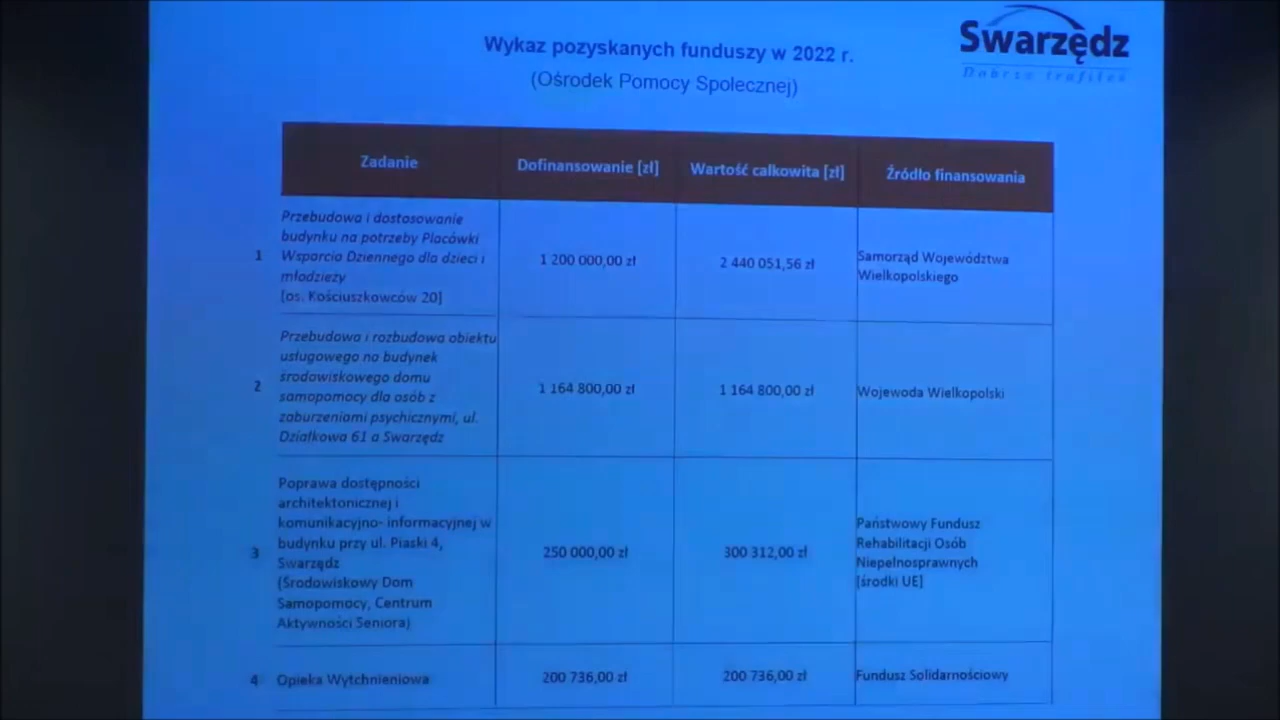 Wykaz pozyskanych funduszy w 2022 r.
(Ośrodek Pomocy Społecznej)
Swarzędz
Dobrze trafiłeś
Zadanie
Dofinansowanie [zł]
Wartość całkowita [zł]
Źródło finansowania
1
Przebudowa i dostosowanie
budynku na potrzeby Placówki
Wsparcia Dziennego dla dzieci i
młodzieży
[os. Kościuszkowców 20]
1 200 000,00 zł
2 440 051,56 zł
Samorząd Województwa
Wielkopolskiego
2
Przebudowa i rozbudowa obiektu
usługowego na budynek
środowiskowego domu
samopomocy dla osób z
zaburzeniami psychicznymi, ul.
Działkowa 61 a Swarzędz
1 164 800,00 zł
1 164 800,00 zł
Wojewoda Wielkopolski
3
Poprawa dostępności
architektonicznej i
komunikacyjno- informacyjnej w
budynku przy ul. Piaski 4,
Swarzędz
(Środowiskowy Dom
Samopomocy, Centrum
Aktywności Seniora)
250 000,00 zł
300 312,00 zł
Państwowy Fundusz
Rehabilitacji Osób
Niepełnosprawnych
[środki UE]
4
Opieka Wytchnieniowa
200 736,00 zł
200 736,00 zł
Fundusz Solidarnościowy